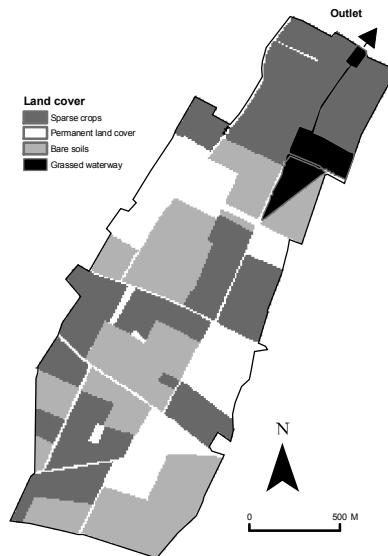 Outlet
Land cover
Sparse crops
Permanent land cover
Bare soils
Grassed waterway
N
0 500 M